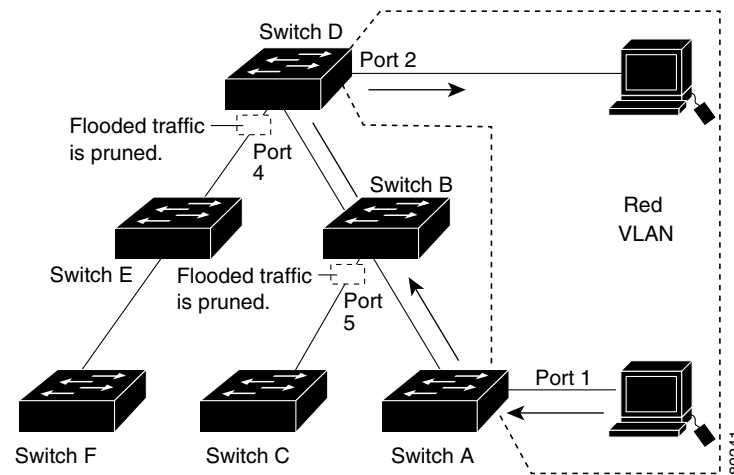 Switch D
Port 2
Flooded traffic
is pruned.
Port
4
Switch B
Red
VLAN
Switch E
Flooded traffic
is pruned.
Port
5
Port 1
Switch F
Switch C
Switch A